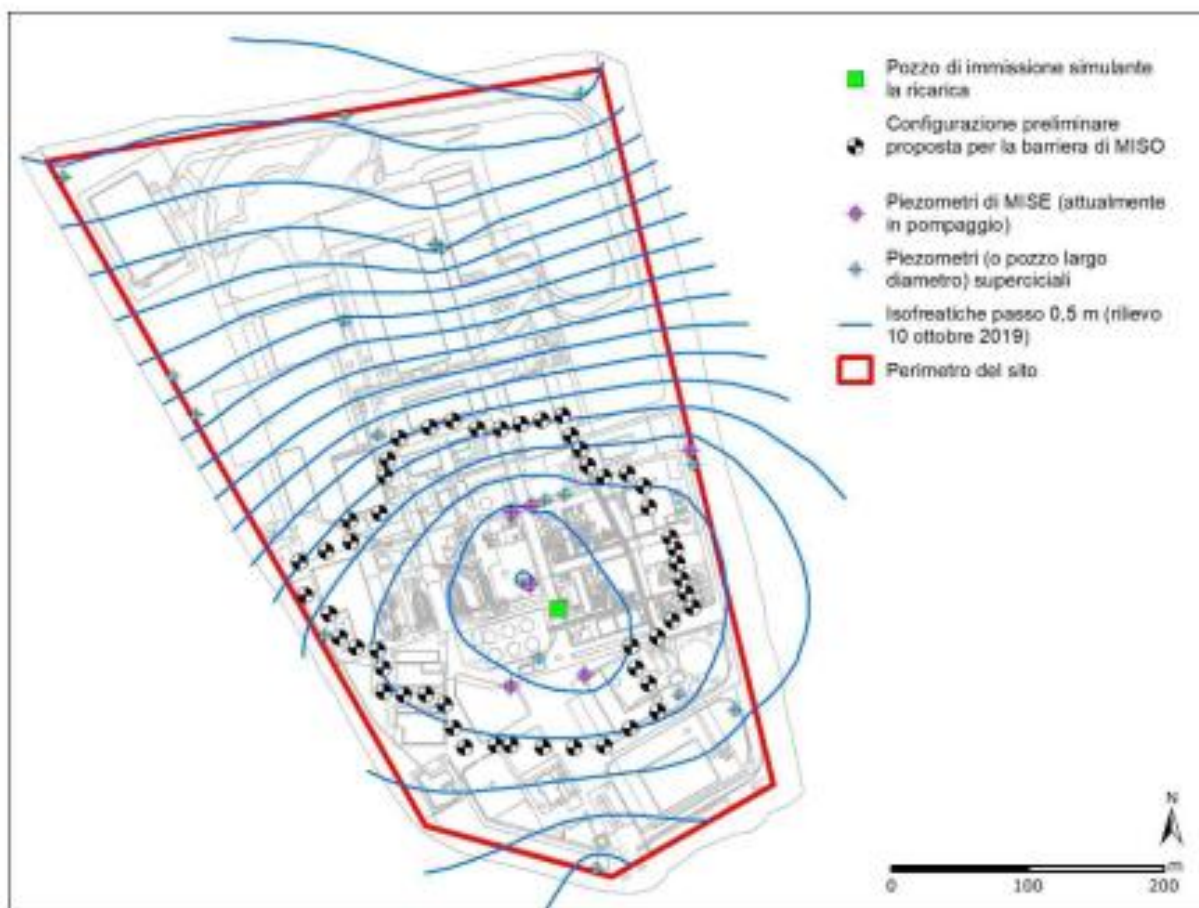 Pozzo di immissione simulante
la ricarica
Configurazione preliminare
proposta per la barriera di MISO
Piezometri di MISE (attualmente
in pompaggio)
Piezometri (o pozzo largo
diametro) superciciali
Isofreatiche passo 0,5 m (rilievo
10 ottobre 2019)
Perimetro del sito
N
m
0 100 200